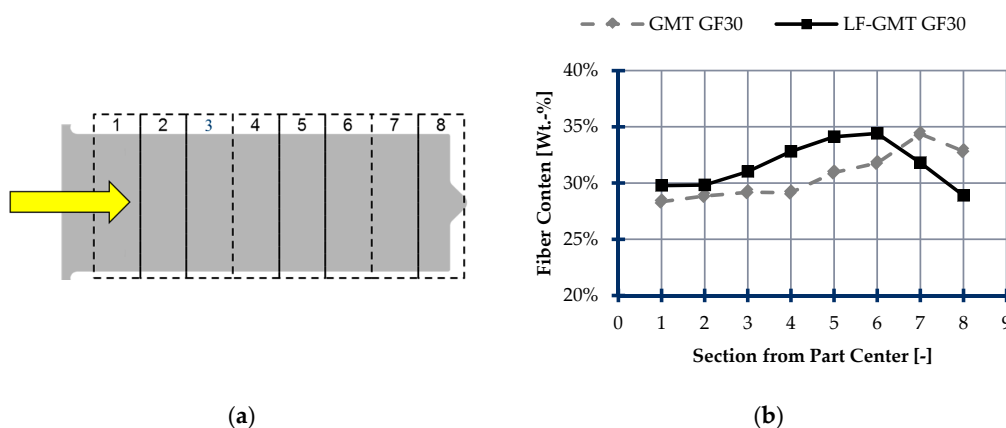 GMT GF30 LF-GMT GF30
1 2 3 4 5 6 7 8
Fiber Conten [Wt.-%]
40%
35%
30%
25%
20%
0 1 2 3 4 5 6 7 8 9
Section from Part Center [-]
(a) (b)